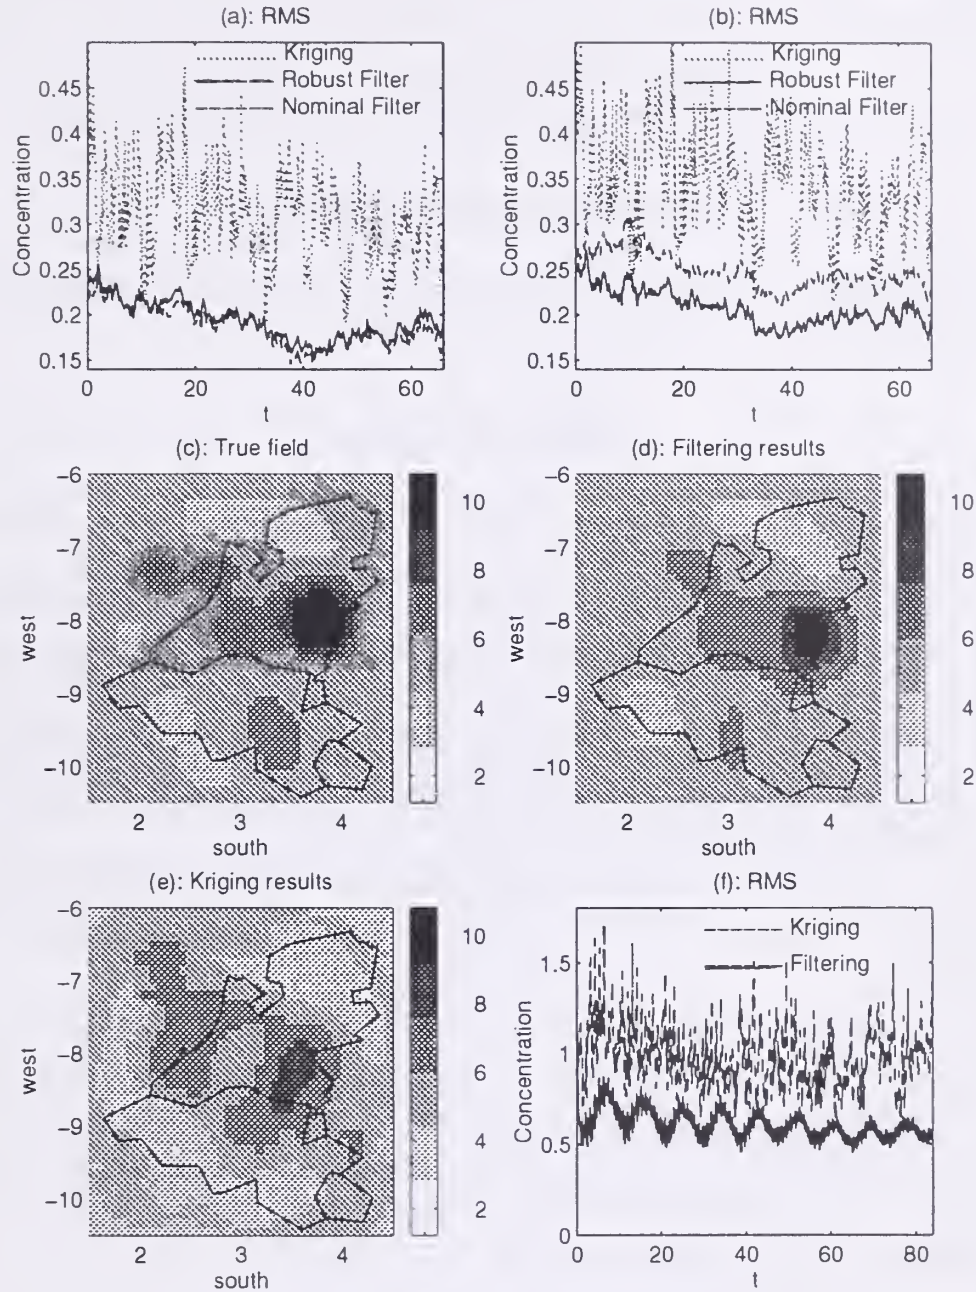 (a): RMS
Kriging
Robust Filter
Nominal Filter
Concentration
0.45
0.4
0.35
0.3
0.25
0.2
0.15
0
20
40
60
t
(b): RMS
Kriging
Robust Filter
Nominal Filter
Concentration
0.45
0.4
0.35
0.3
0.25
0.2
0.15
0
20
40
60
t
(c): True field
west
-6
-7
-8
-9
-10
2
3
4
south
10
8
6
4
2
(d): Filtering results
west
-6
-7
-8
-9
-10
2
3
4
south
10
8
6
4
2
(e): Kriging results
west
-6
-7
-8
-9
-10
2
3
4
south
10
8
6
4
2
(f): RMS
Kriging
Filtering
Concentration
1.5
1
0.5
0
0
20
40
60
80
t